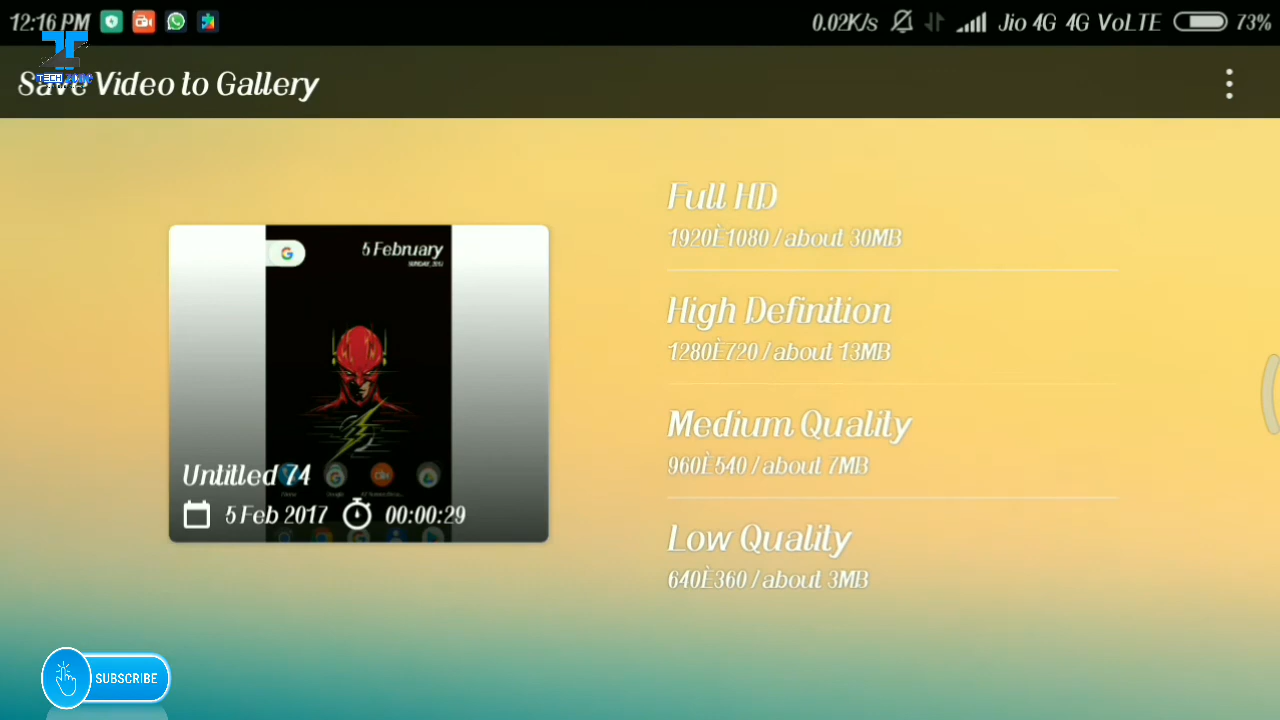 12:16 PM
0.02K/s
Jio 4G 4G VoLTE
73%
TECH
Save Video to Gallery
Full HD
1920È1080 / about 30MB
High Definition
1280È720 / about 13MB
Medium Quality
960È540 / about 7MB
Low Quality
640È360 / about 3MB
G
5 February
Untitled 74
5 Feb 2017
00:00:29
SUBSCRIBE